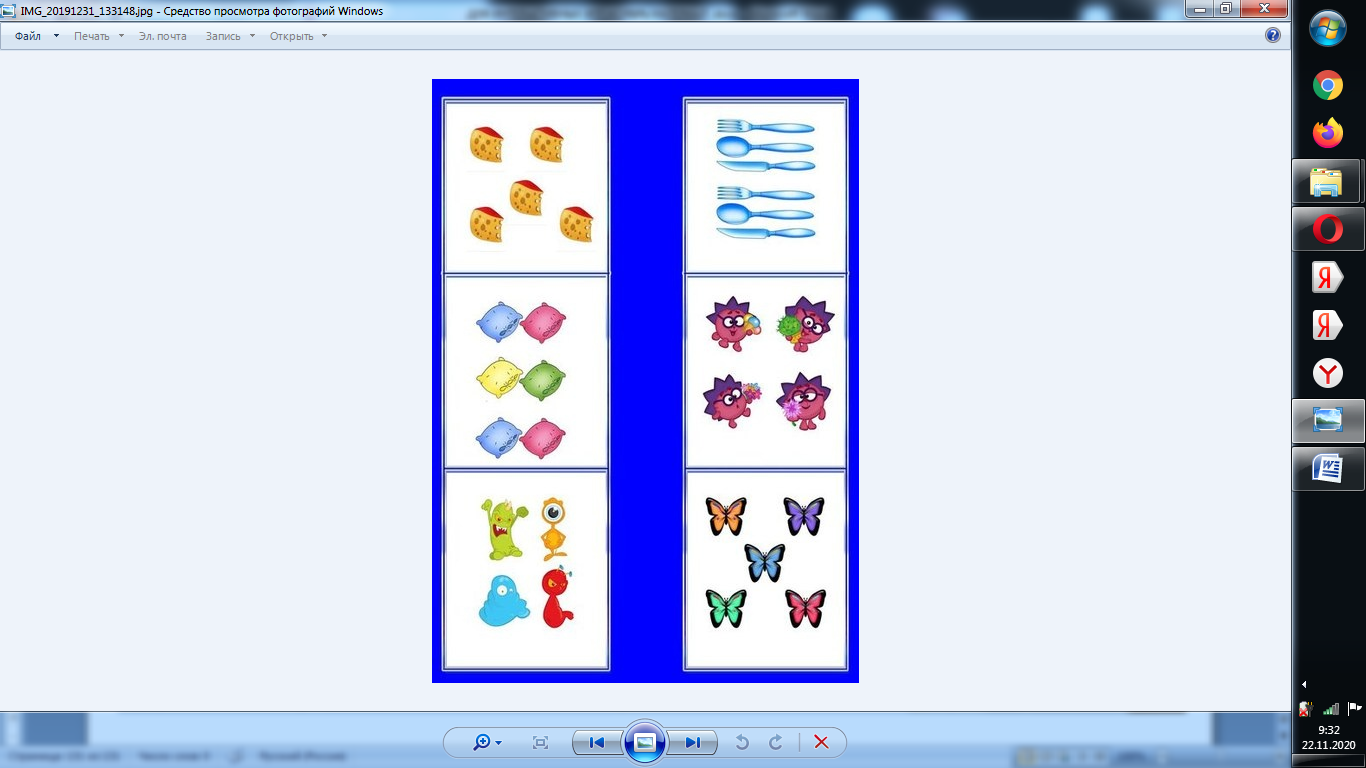 IMG_20191231_133148.jpg - Средство просмотра фотографий Windows
Файл Печать Эл. почта Запись Открыть
9:32
22.11.2020